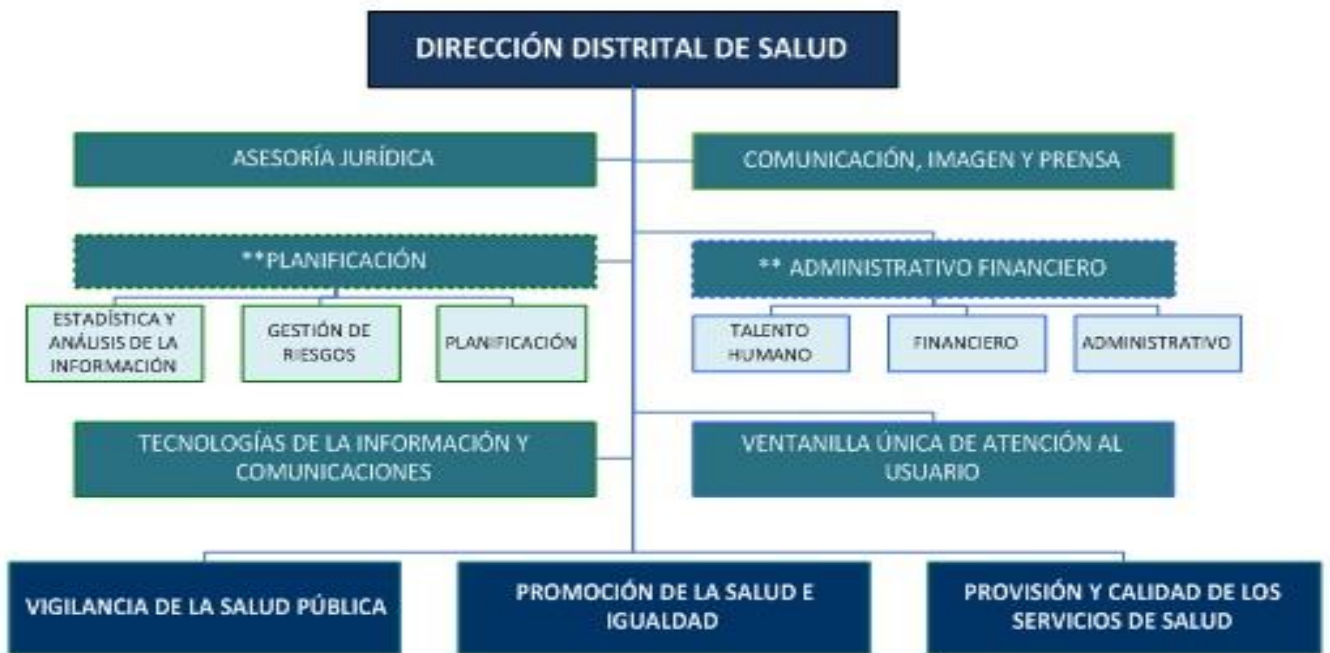 DIRECCIÓN DISTRITAL DE SALUD
ASESORÍA JURÍDICA
COMUNICACIÓN, IMAGEN Y PRENSA
**PLANIFICACIÓN
** ADMINISTRATIVO FINANCIERO
ESTADÍSTICA Y
ANÁLISIS DE LA
INFORMACIÓN
GESTIÓN DE
RIESGOS
PLANIFICACIÓN
TALENTO
HUMANO
FINANCIERO
ADMINISTRATIVO
TECNOLOGÍAS DE LA INFORMACIÓN Y
COMUNICACIONES
VENTANILLA ÚNICA DE ATENCIÓN AL
USUARIO
VIGILANCIA DE LA SALUD PÚBLICA
PROMOCIÓN DE LA SALUD E
IGUALDAD
PROVISIÓN Y CALIDAD DE LOS
SERVICIOS DE SALUD